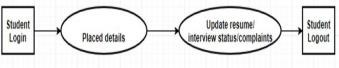 Student
Login
Placed details
Update resume/
interview status/complaints
Student
Logout